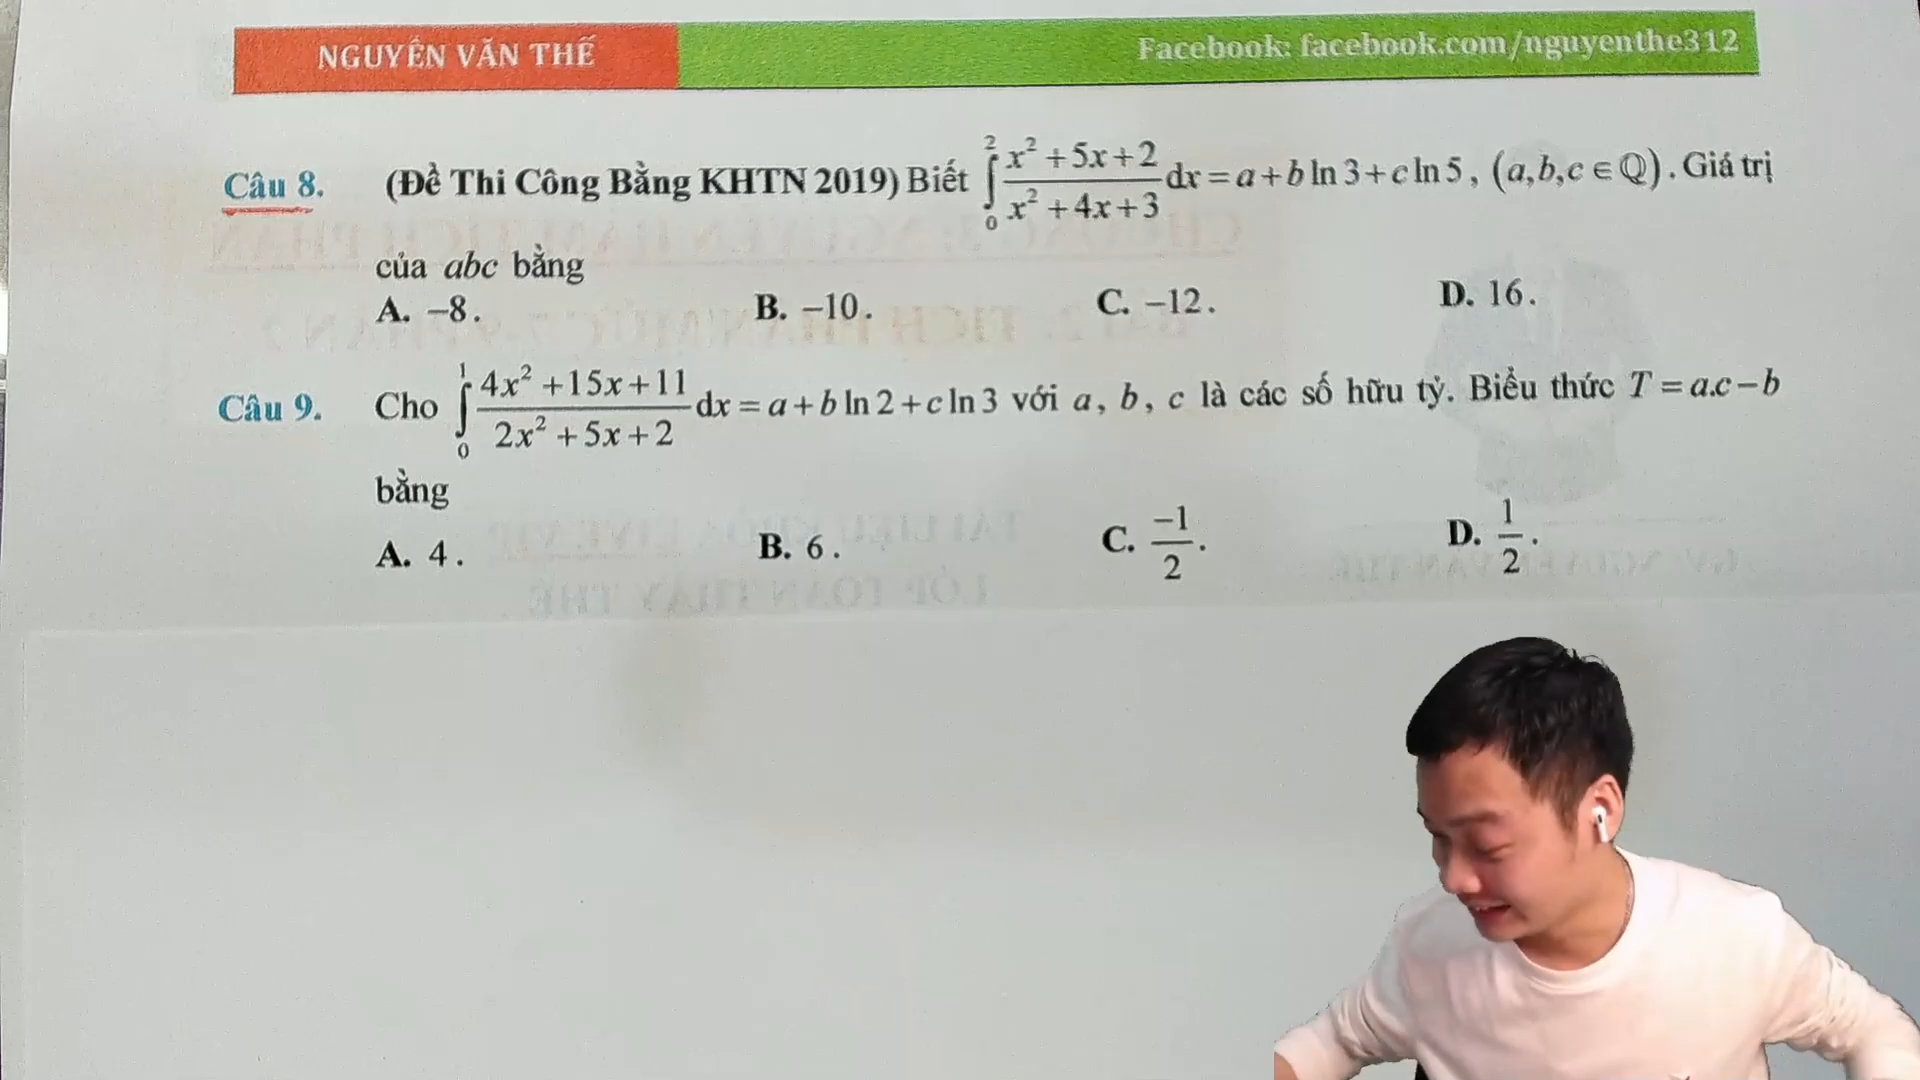 NGUYỄN VĂN THẾ
Facebook: facebook.com/nguyenthe312
Câu 8. (Đề Thi Công Bằng KHTN 2019) Biết ∫₀² (x² + 5x + 2)/(x² + 4x + 3) dx = a + b ln 3 + c ln 5, (a, b, c ∈ ℚ). Giá trị
của abc bằng
A. −8. B. −10. C. −12. D. 16.
Câu 9. Cho ∫₀¹ (4x² + 15x + 11)/(2x² + 5x + 2) dx = a + b ln 2 + c ln 3 với a, b, c là các số hữu tỷ. Biểu thức T = a.c − b
bằng
A. 4. B. 6. C. −1/2. D. 1/2.